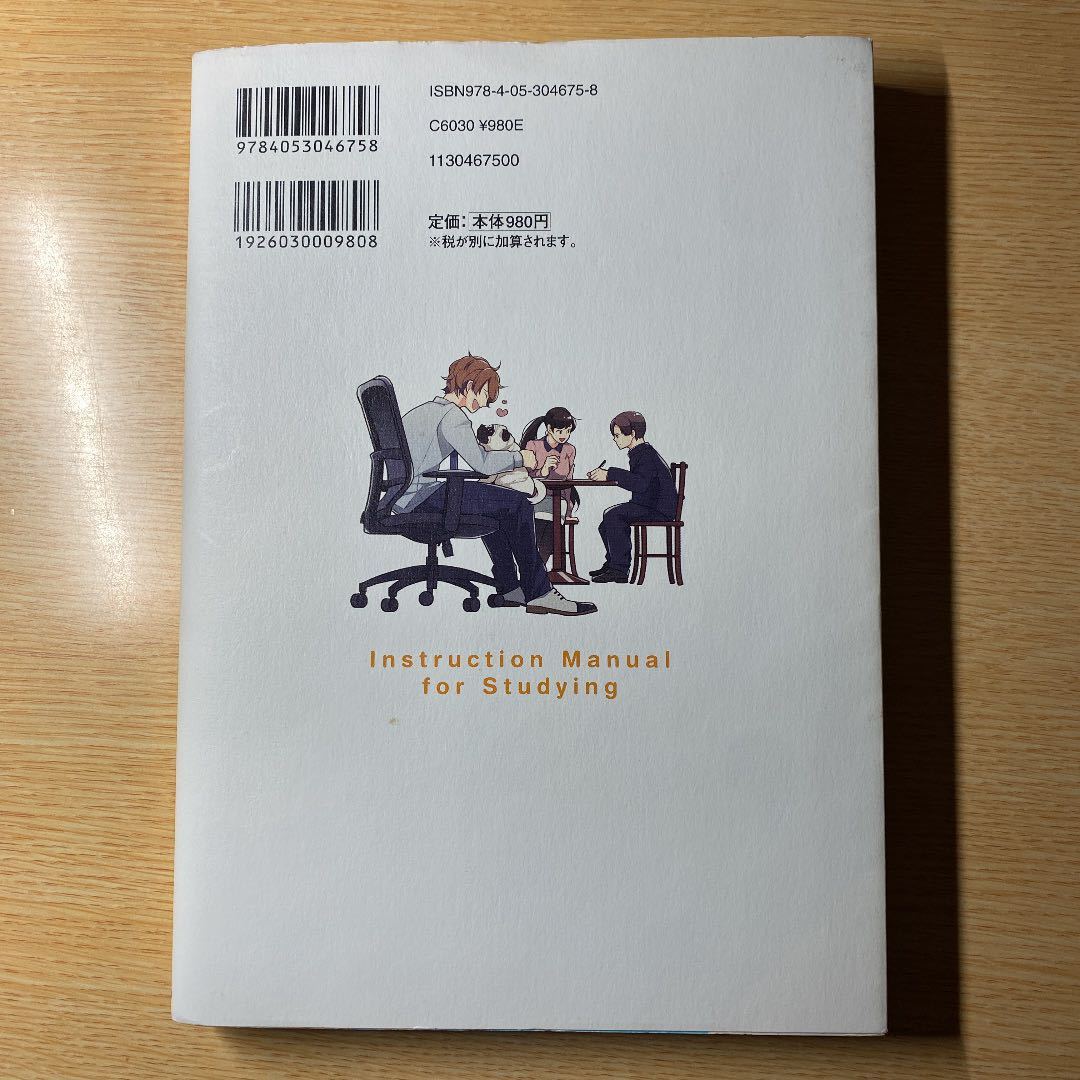 9784053046758
1926030009808
ISBN978-4-05-304675-8
C6030 ¥980E
1130467500
定価：本体980円
※税が別に加算されます。
Instruction Manual
for Studying